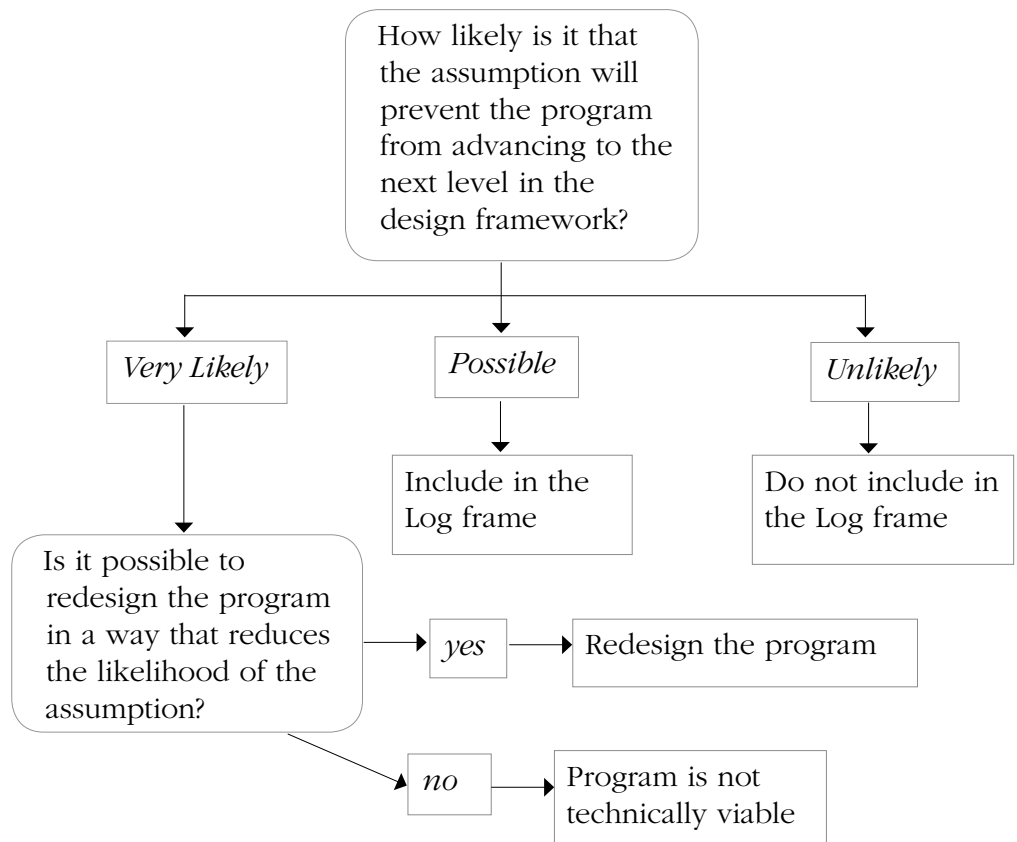 How likely is it that
the assumption will
prevent the program
from advancing to the
next level in the
design framework?
Very Likely
Possible
Unlikely
Include in the
Log frame
Do not include in
the Log frame
Is it possible to
redesign the program
in a way that reduces
the likelihood of the
assumption?
yes
Redesign the program
no
Program is not
technically viable